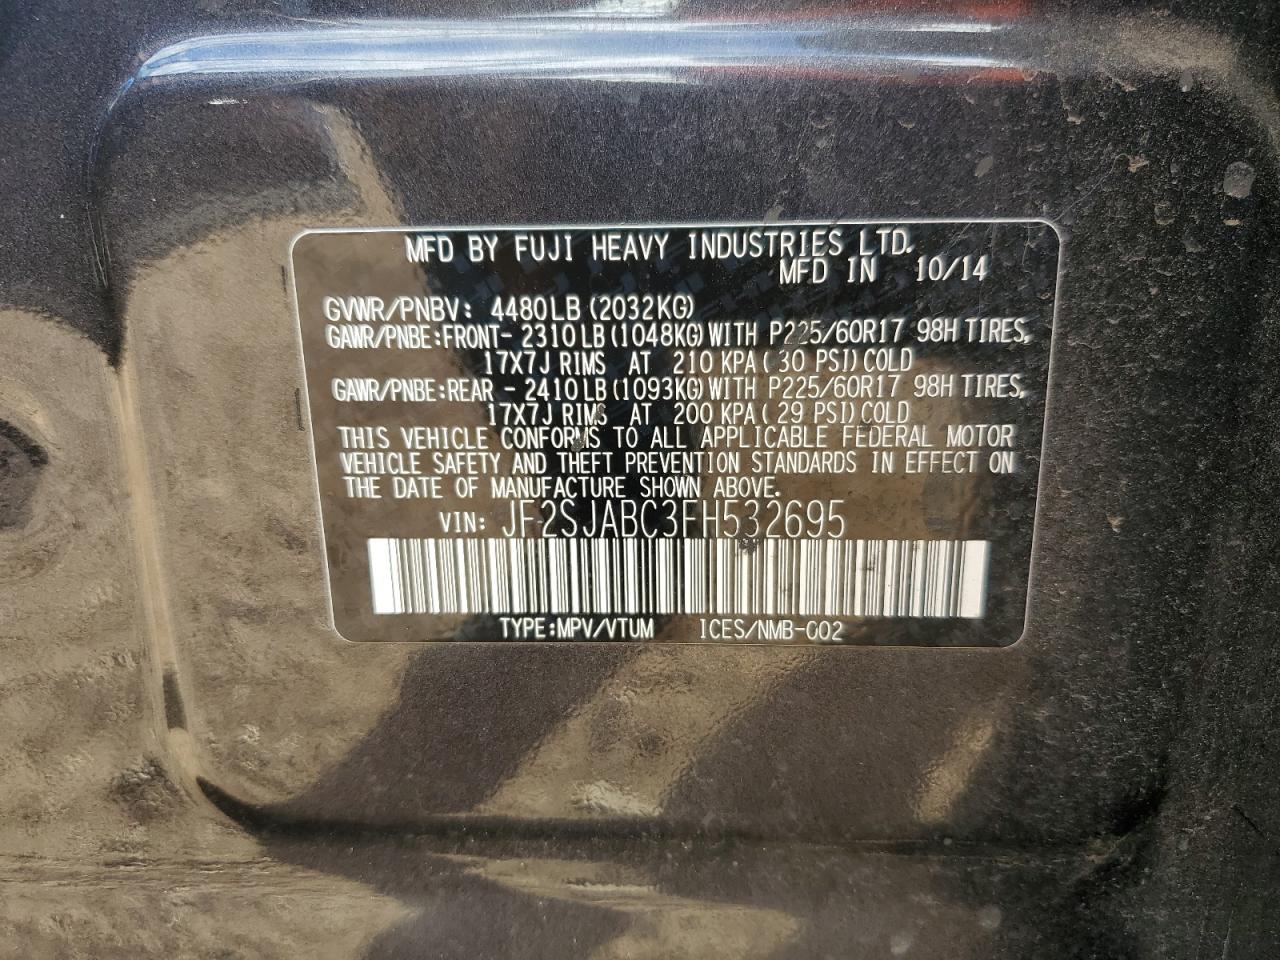 MFD BY FUJI HEAVY INDUSTRIES LTD.
MFD IN 10/14
GVWR/PNBV: 4480LB (2032KG)
GAWR/PNBE:FRONT- 2310 LB (1048KG) WITH P225/60R17 98H TIRES,
17X7J RIMS AT 210 KPA ( 30 PSI) COLD
GAWR/PNBE:REAR - 2410 LB (1093KG) WITH P225/60R17 98H TIRES,
17X7J RIMS AT 200 KPA ( 29 PSI) COLD
THIS VEHICLE CONFORMS TO ALL APPLICABLE FEDERAL MOTOR
VEHICLE SAFETY AND THEFT PREVENTION STANDARDS IN EFFECT ON
THE DATE OF MANUFACTURE SHOWN ABOVE.
VIN: JF2SJABC3FH532695
TYPE:MPV/VTUM ICES/NMB-002